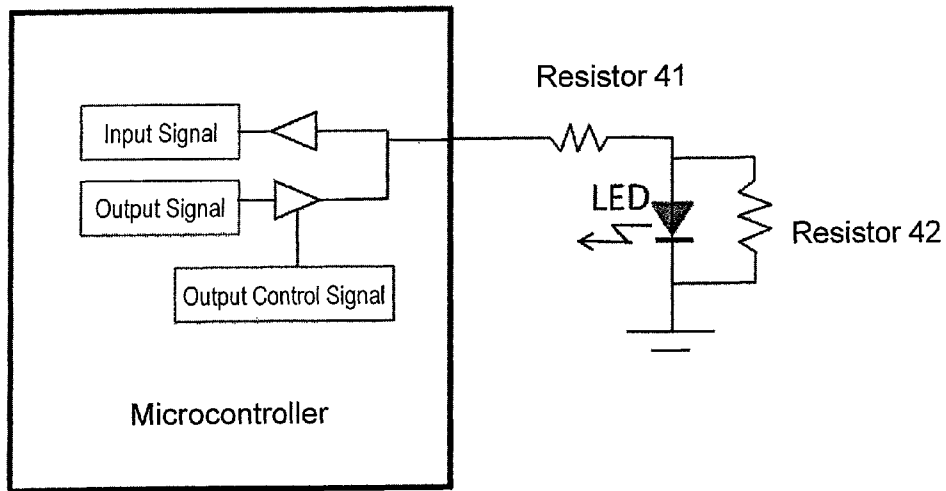 Resistor 41
Input Signal
Output Signal
LED
Resistor 42
Output Control Signal
Microcontroller